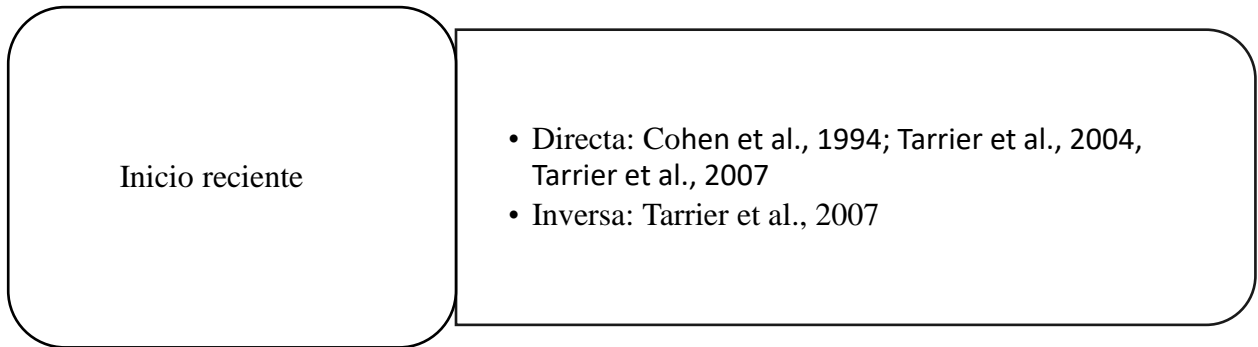 Inicio reciente
• Directa: Cohen et al., 1994; Tarrier et al., 2004,
Tarrier et al., 2007
• Inversa: Tarrier et al., 2007